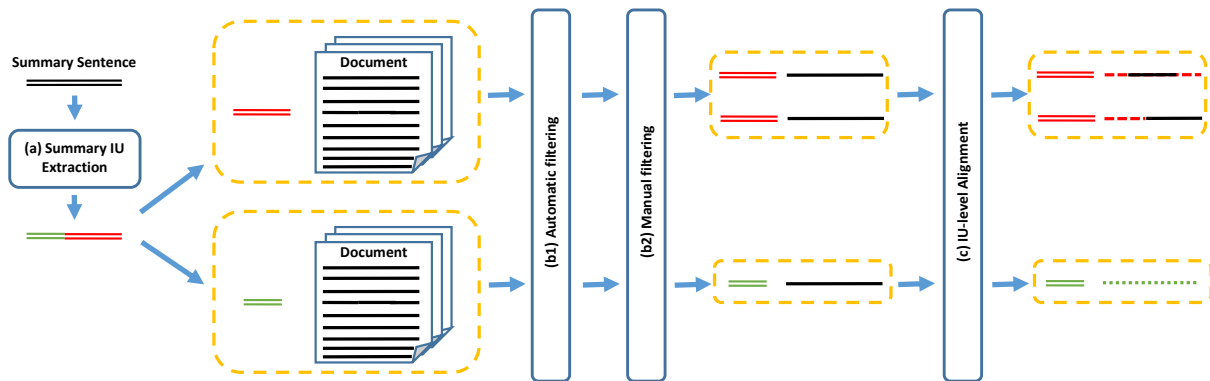 Summary Sentence
(a) Summary IU
Extraction
Document
Document
(b1) Automatic filtering
(b2) Manual filtering
(c) IU-level Alignment